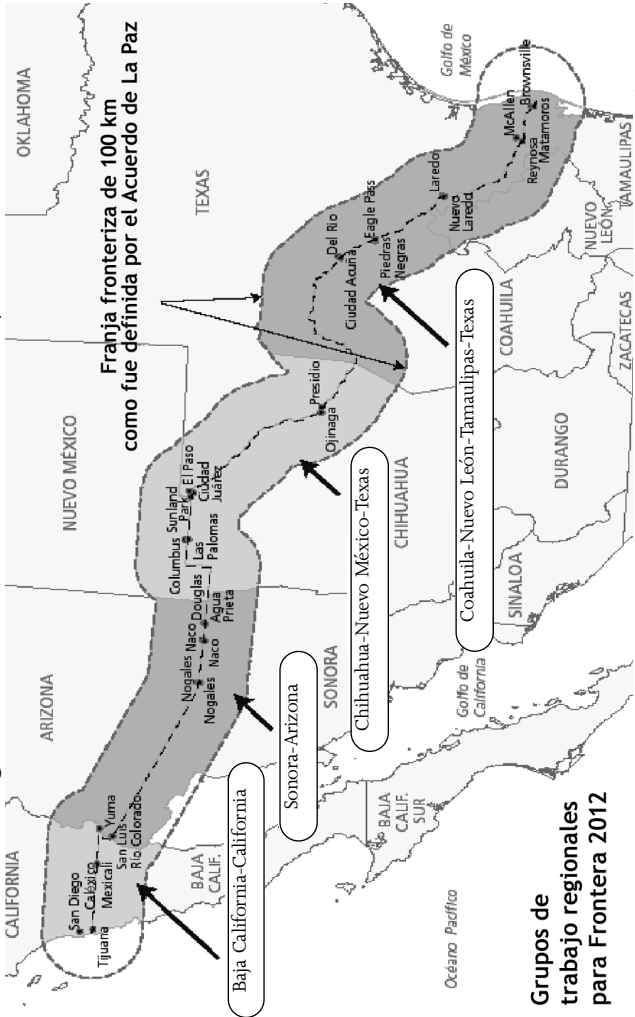 OKLAHOMA
Franja fronteriza de 100 km
como fue definida por el Acuerdo de La Paz
NUEVO MÉXICO
TEXAS
ARIZONA
CALIFORNIA
San Diego
Caléxico
Mexicali
Tijuana
Yuma
San Luis
Río Colorado
Nogales
Nogales
Naco
Naco
Douglas
Agua
Prieta
Columbus
Las
Palomas
Sunland
Park
El Paso
Ciudad
Juárez
Presidio
Ojinaga
Del Rio
Ciudad Acuña
Eagle Pass
Piedras
Negras
Laredo
Nuevo
Laredo
McAllen
Brownsville
Reynosa
Matamoros
Golfo de
México
BAJA
CALIF.
SONORA
CHIHUAHUA
COAHUILA
NUEVO
LEÓN
TAMAULIPAS
Baja California-California
Sonora-Arizona
Chihuahua-Nuevo México-Texas
Coahuila-Nuevo León-Tamaulipas-Texas
Golfo de
California
BAJA
CALIF.
SUR
SINALOA
DURANGO
ZACATECAS
Océano Pacífico
Grupos de
trabajo regionales
para Frontera 2012